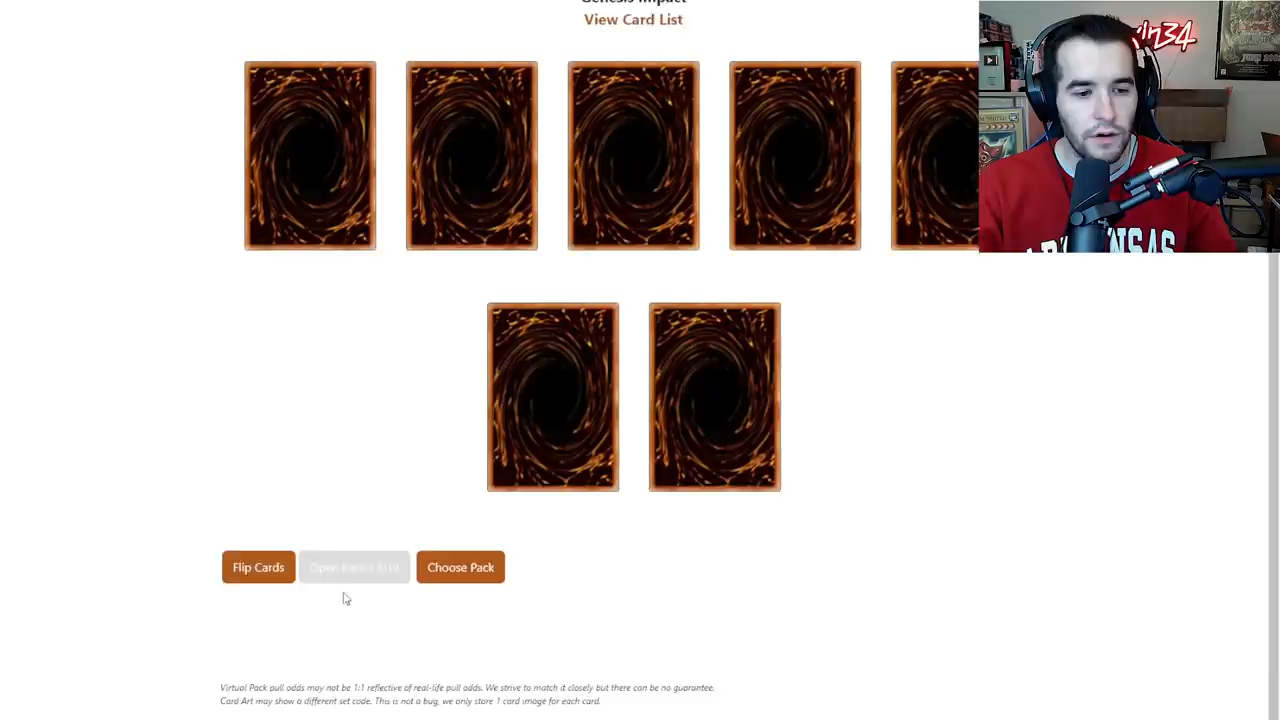 Genesis Impact
View Card List
Flip Cards
Choose Pack
Virtual Pack pull odds may not be 1:1 reflective of real-life pull odds. We strive to match it closely but there can be no guarantee.
Card Art may show a different set code. This is not a bug, we only store 1 card image for each card.